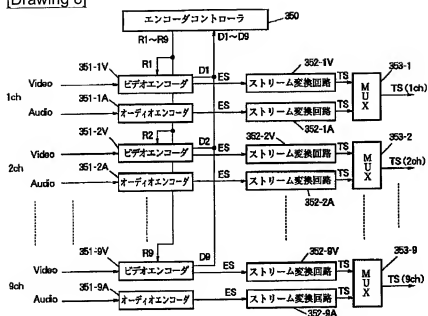 [Drawing 6]
エンコーダコントローラ 350
R1~R9 D1~D9
351-1V R1 D1 352-1V 353-1
Video ビデオエンコーダ ES ストリーム変換回路 TS MUX TS(1ch)
1ch 351-1A
Audio オーディオエンコーダ ES ストリーム変換回路 TS
351-2V R2 D2 352-2V 352-1A 353-2
Video ビデオエンコーダ ES ストリーム変換回路 TS MUX TS(2ch)
2ch 351-2A
Audio オーディオエンコーダ ES ストリーム変換回路 TS
352-2A
351-9V R9 D9 352-9V 353-9
Video ビデオエンコーダ ES ストリーム変換回路 TS MUX TS(9ch)
9ch 351-9A
Audio オーディオエンコーダ ES ストリーム変換回路 TS
352-9A